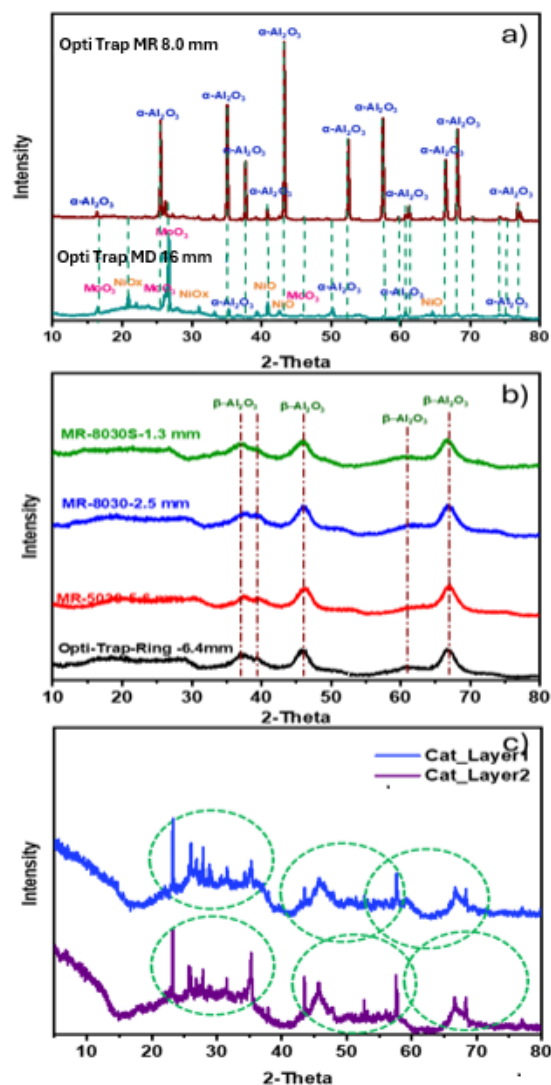 a)
Opti Trap MR 8.0 mm
α-Al₂O₃
α-Al₂O₃
α-Al₂O₃
α-Al₂O₃
α-Al₂O₃
α-Al₂O₃
α-Al₂O₃
α-Al₂O₃
α-Al₂O₃
α-Al₂O₃
α-Al₂O₃
α-Al₂O₃
Intensity
Opti Trap MD 16 mm
MoO₃
MoO₃
NiOx
MoO₃
NiOx
α-Al₂O₃
NiO
NiO
MoO₃
α-Al₂O₃
α-Al₂O₃
NiO
α-Al₂O₃
10 20 30 40 50 60 70 80
2-Theta
b)
β-Al₂O₃
β-Al₂O₃
β-Al₂O₃
β-Al₂O₃
MR-8030S-1.3 mm
MR-8030-2.5 mm
Intensity
Opti-Trap-Ring -6.4mm
10 20 30 40 50 60 70 80
2-Theta
c)
Cat_Layer1
Cat_Layer2
Intensity
10 20 30 40 50 60 70 80
2-Theta